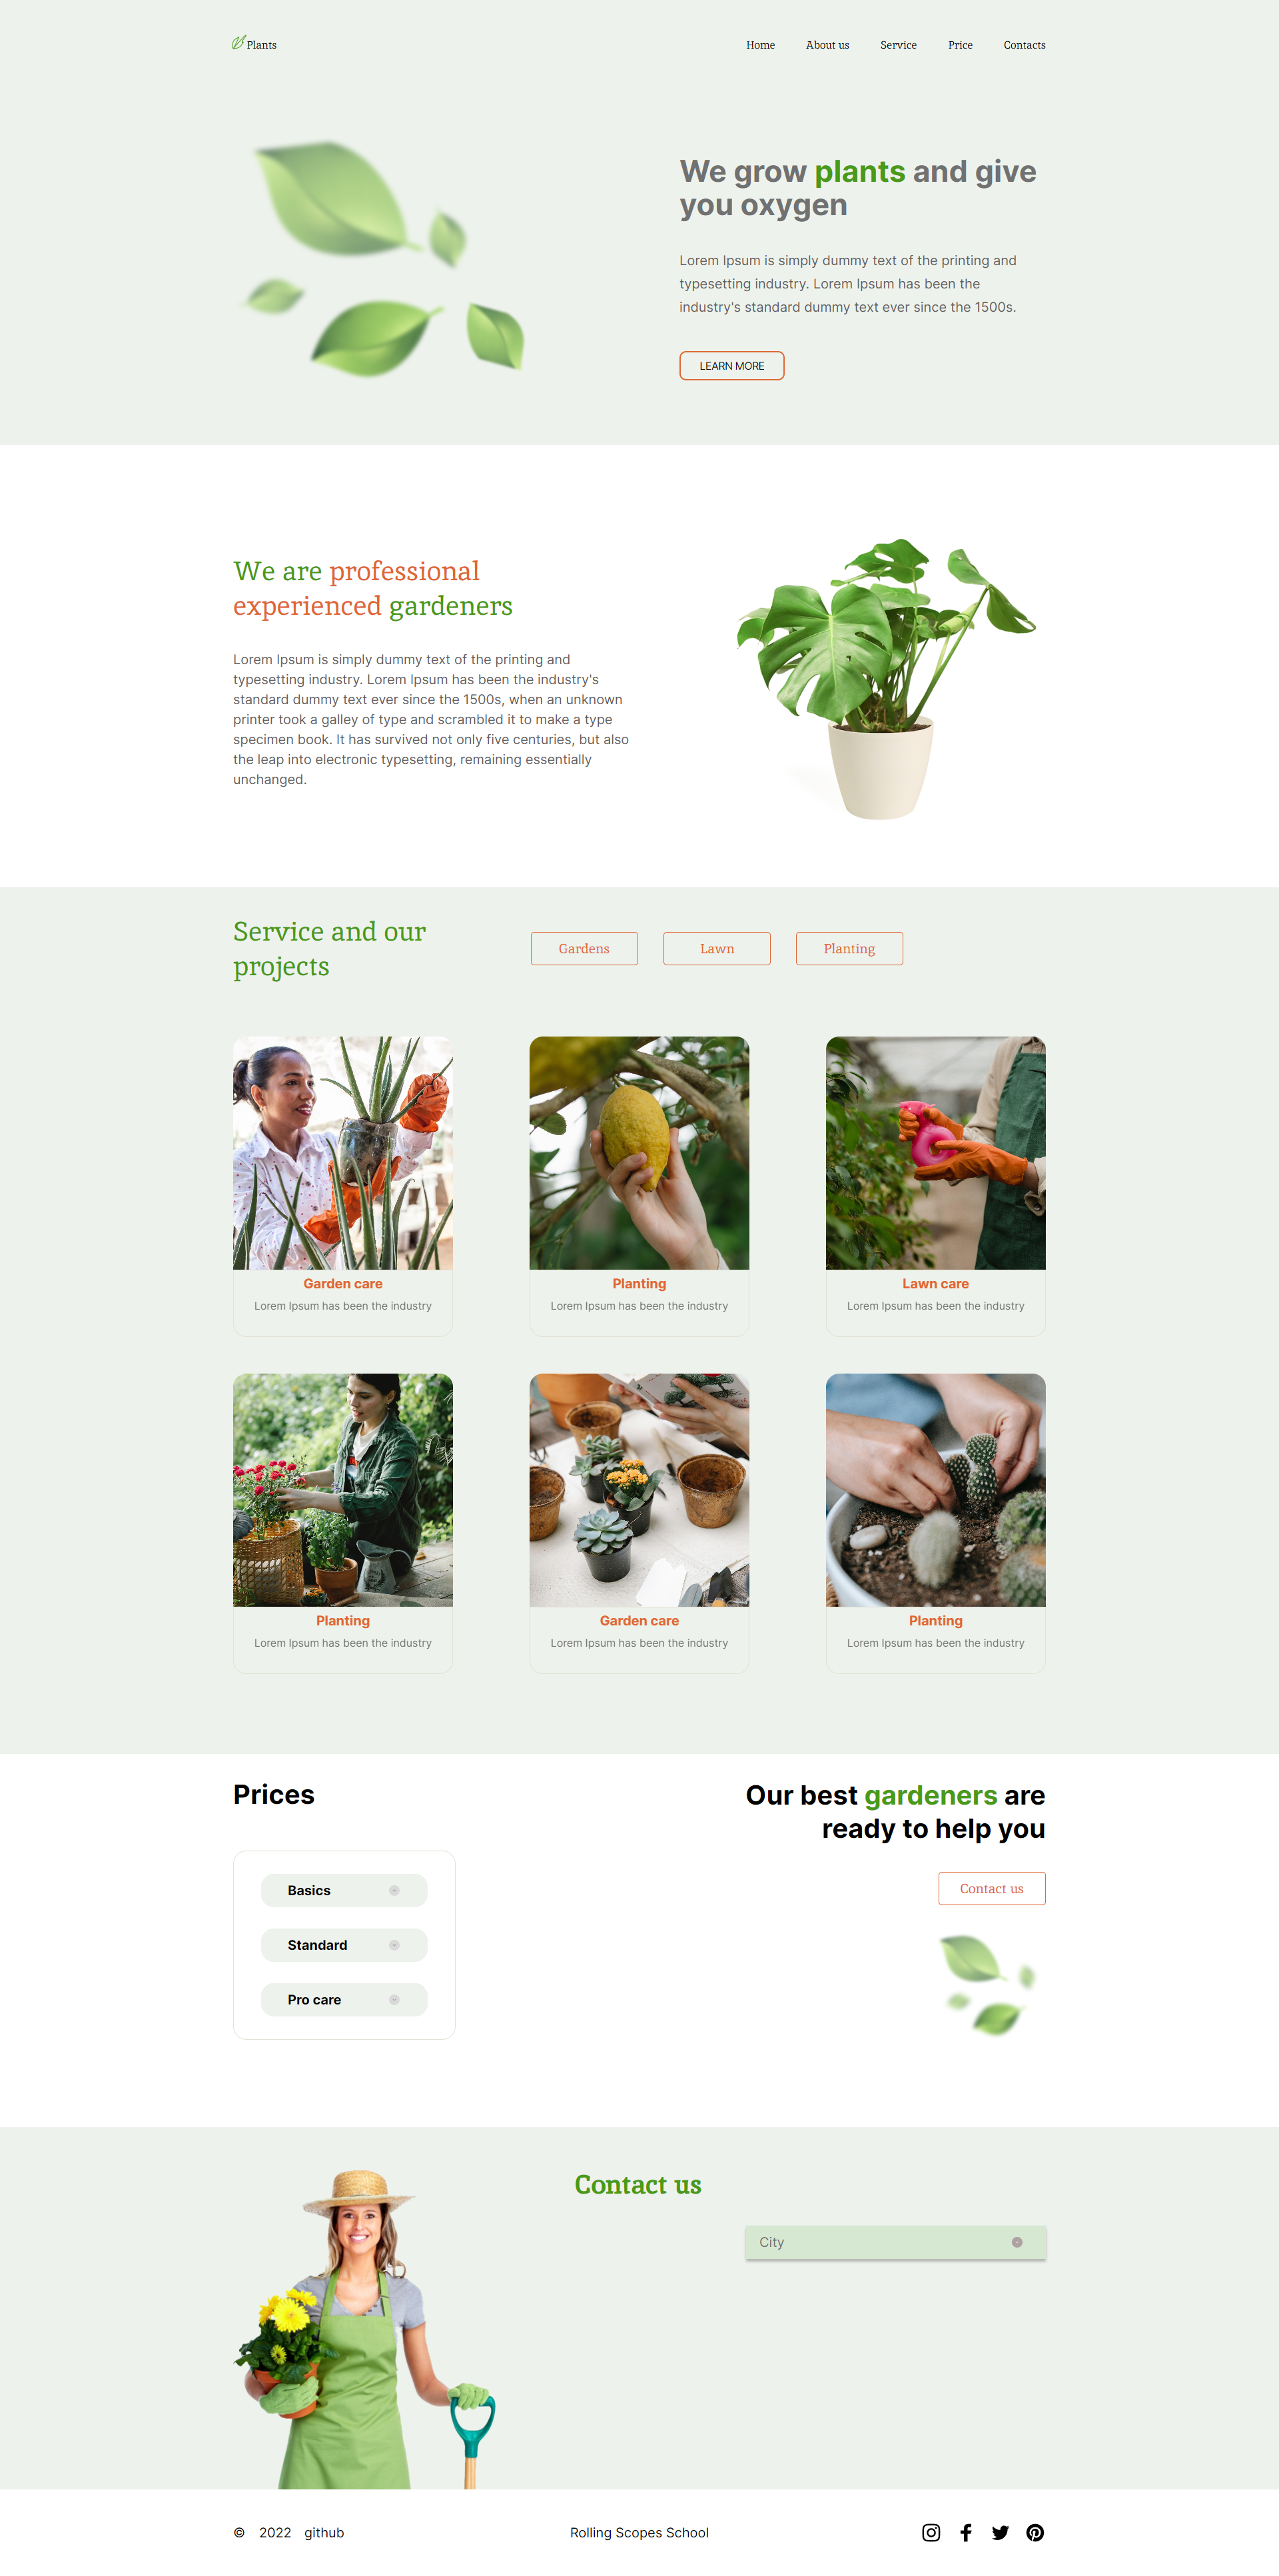 Plants
Home About us Service Price Contacts
We grow plants and give
you oxygen
Lorem Ipsum is simply dummy text of the printing and
typesetting industry. Lorem Ipsum has been the
industry's standard dummy text ever since the 1500s.
LEARN MORE
We are professional
experienced gardeners
Lorem Ipsum is simply dummy text of the printing and
typesetting industry. Lorem Ipsum has been the industry's
standard dummy text ever since the 1500s, when an unknown
printer took a galley of type and scrambled it to make a type
specimen book. It has survived not only five centuries, but also
the leap into electronic typesetting, remaining essentially
unchanged.
Service and our
projects
Gardens Lawn Planting
Garden care
Lorem Ipsum has been the industry
Planting
Lorem Ipsum has been the industry
Lawn care
Lorem Ipsum has been the industry
Planting
Lorem Ipsum has been the industry
Garden care
Lorem Ipsum has been the industry
Planting
Lorem Ipsum has been the industry
Prices
Basics
Standard
Pro care
Our best gardeners are
ready to help you
Contact us
Contact us
City
© 2022 github
Rolling Scopes School